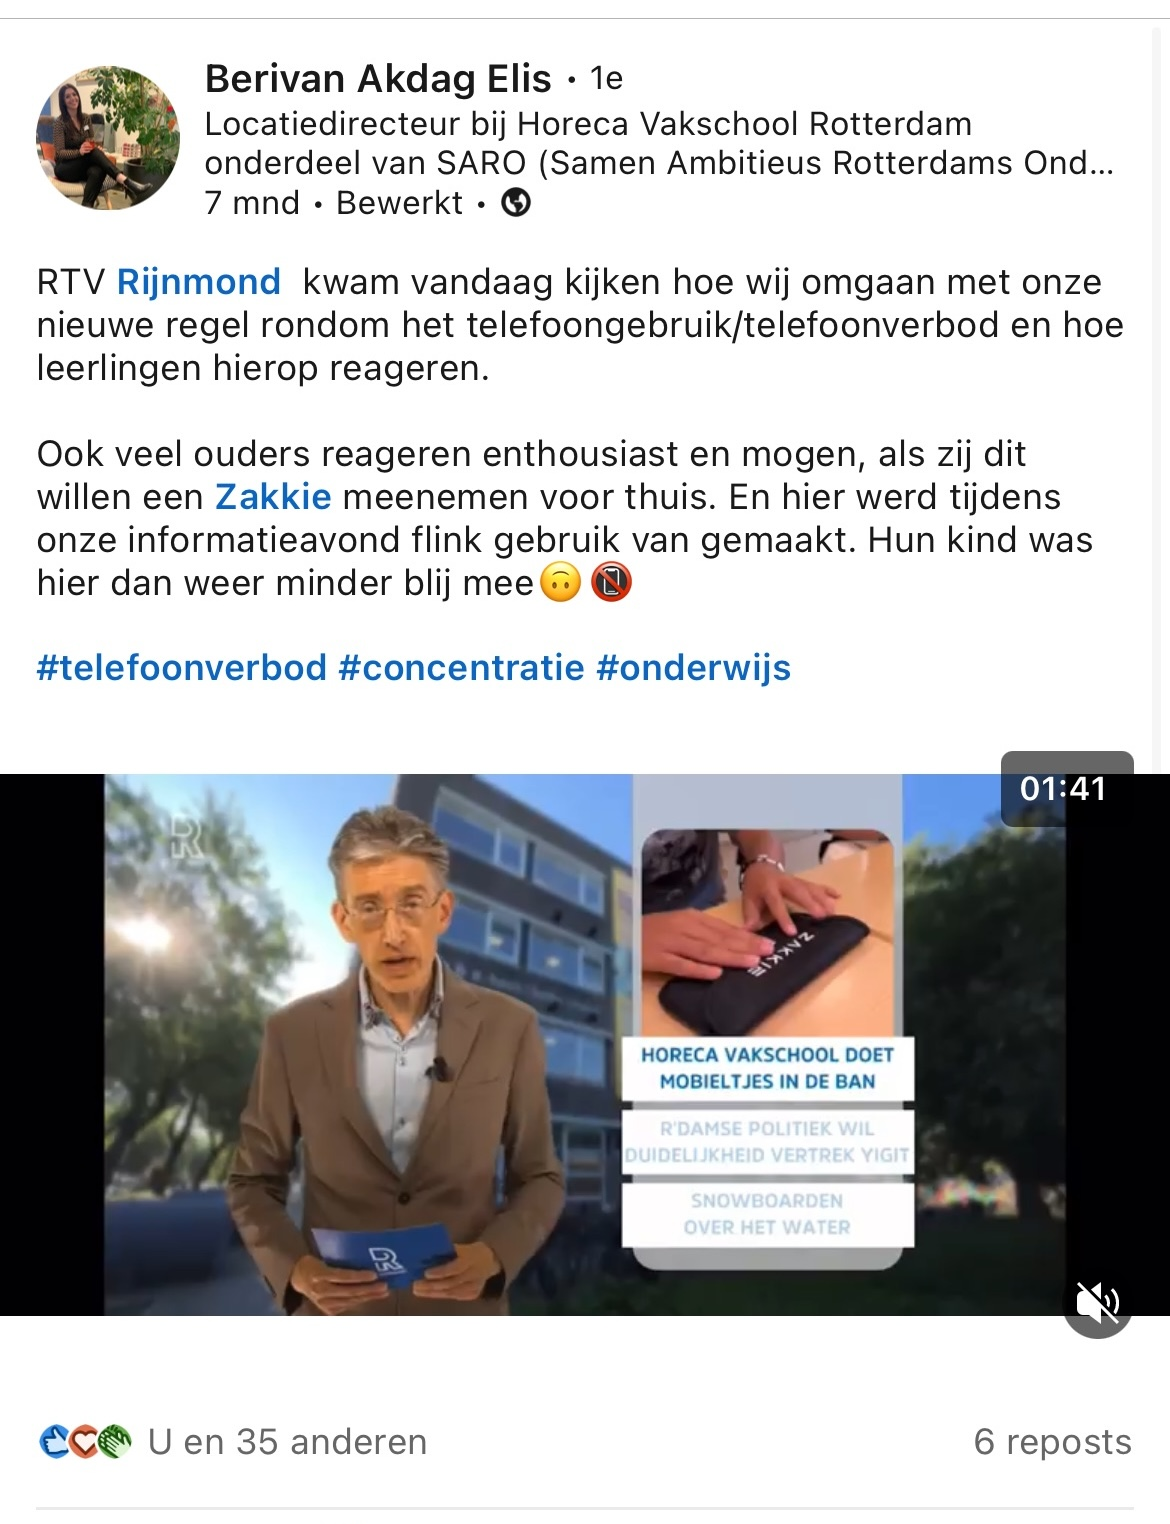 Berivan Akdag Elis • 1e
Locatiedirecteur bij Horeca Vakschool Rotterdam
onderdeel van SARO (Samen Ambitieus Rotterdams Ond...
7 mnd • Bewerkt •
RTV Rijnmond kwam vandaag kijken hoe wij omgaan met onze
nieuwe regel rondom het telefoongebruik/telefoonverbod en hoe
leerlingen hierop reageren.
Ook veel ouders reageren enthousiast en mogen, als zij dit
willen een Zakkie meenemen voor thuis. En hier werd tijdens
onze informatieavond flink gebruik van gemaakt. Hun kind was
hier dan weer minder blij mee🙃📵
#telefoonverbod #concentratie #onderwijs
01:41
R
ZAKKIE
HORECA VAKSCHOOL DOET
MOBIELTJES IN DE BAN
R'DAMSE POLITIEK WIL
DUIDELIJKHEID VERTREK YIGIT
SNOWBOARDEN
OVER HET WATER
R
U en 35 anderen
6 reposts